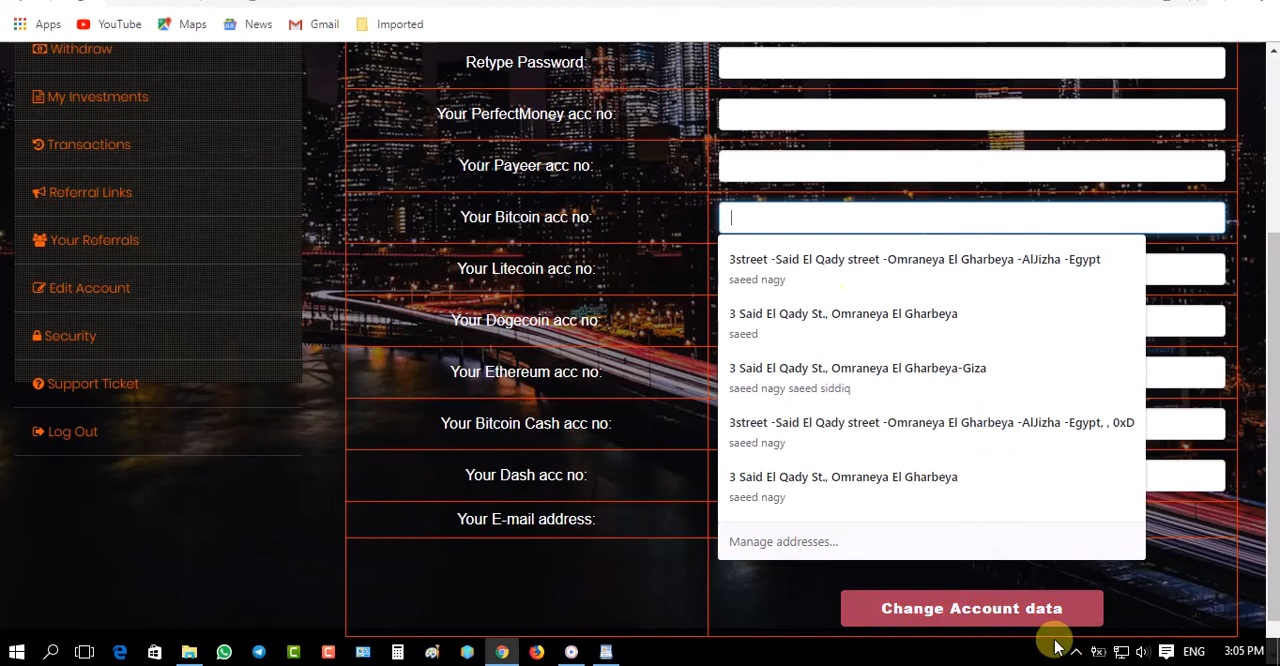 Apps YouTube Maps News Gmail Imported
Withdraw
My Investments
Transactions
Referral Links
Your Referrals
Edit Account
Security
Support Ticket
Log Out
Retype Password:
Your PerfectMoney acc no:
Your Payeer acc no:
Your Bitcoin acc no:
Your Litecoin acc no:
Your Dogecoin acc no:
Your Ethereum acc no:
Your Bitcoin Cash acc no:
Your Dash acc no:
Your E-mail address:
3street -Said El Qady street -Omraneya El Gharbeya -AlJizha -Egypt
saeed nagy
3 Said El Qady St., Omraneya El Gharbeya
saeed
3 Said El Qady St., Omraneya El Gharbeya-Giza
saeed nagy saeed siddiq
3street -Said El Qady street -Omraneya El Gharbeya -AlJizha -Egypt, , 0xD
saeed nagy
3 Said El Qady St., Omraneya El Gharbeya
saeed nagy
Manage addresses...
Change Account data
ENG 3:05 PM